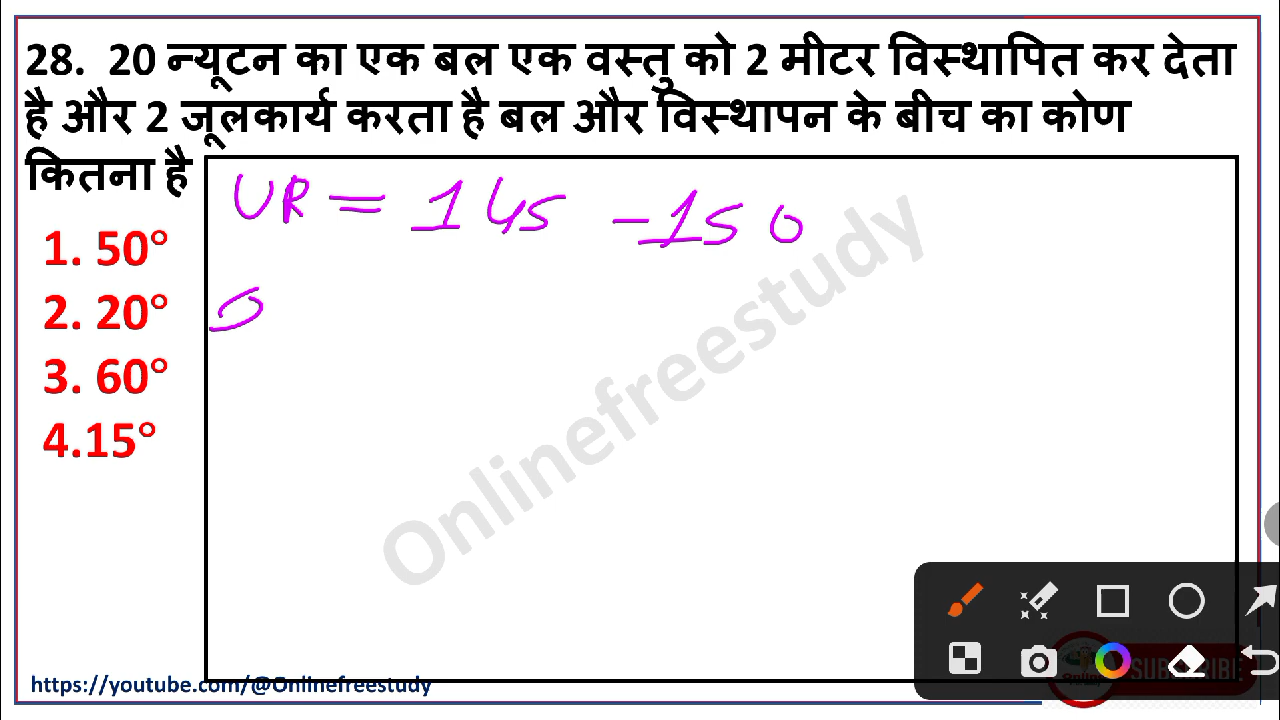 28. 20 न्यूटन का एक बल एक वस्तु को 2 मीटर विस्थापित कर देता
है और 2 जूलकार्य करता है बल और विस्थापन के बीच का कोण
कितना है
UR = 145 -150
1. 50°
2. 20°
3. 60°
4.15°
Onlinefreestudy
https://youtube.com/@Onlinefreestudy
SUBSCRIBE